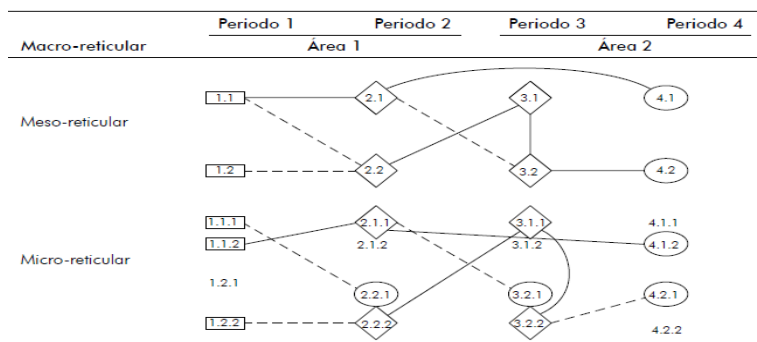 Periodo 1 Periodo 2 Periodo 3 Periodo 4
Macro-reticular Área 1 Área 2
1.1 2.1 3.1 4.1
Meso-reticular
1.2 2.2 3.2 4.2
1.1.1 2.1.1 3.1.1 4.1.1
1.1.2 2.1.2 3.1.2 4.1.2
Micro-reticular
1.2.1 2.2.1 3.2.1 4.2.1
1.2.2 2.2.2 3.2.2 4.2.2